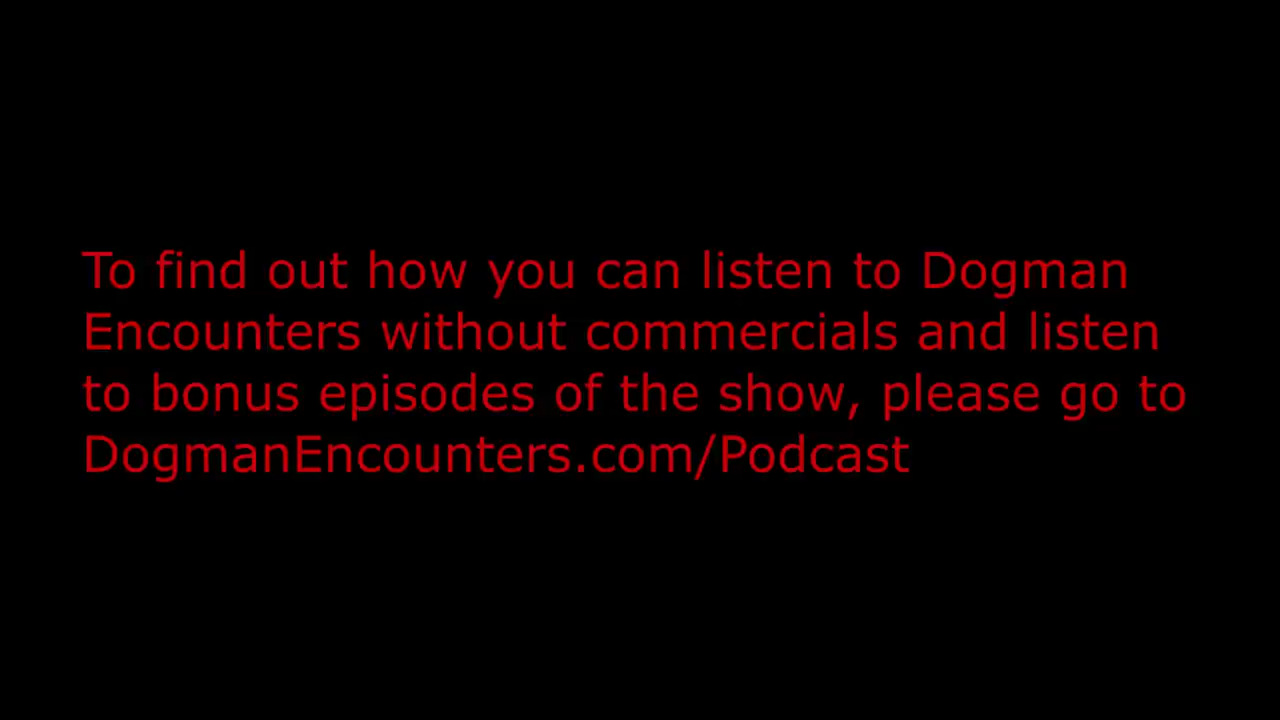 To find out how you can listen to Dogman
Encounters without commercials and listen
to bonus episodes of the show, please go to
DogmanEncounters.com/Podcast